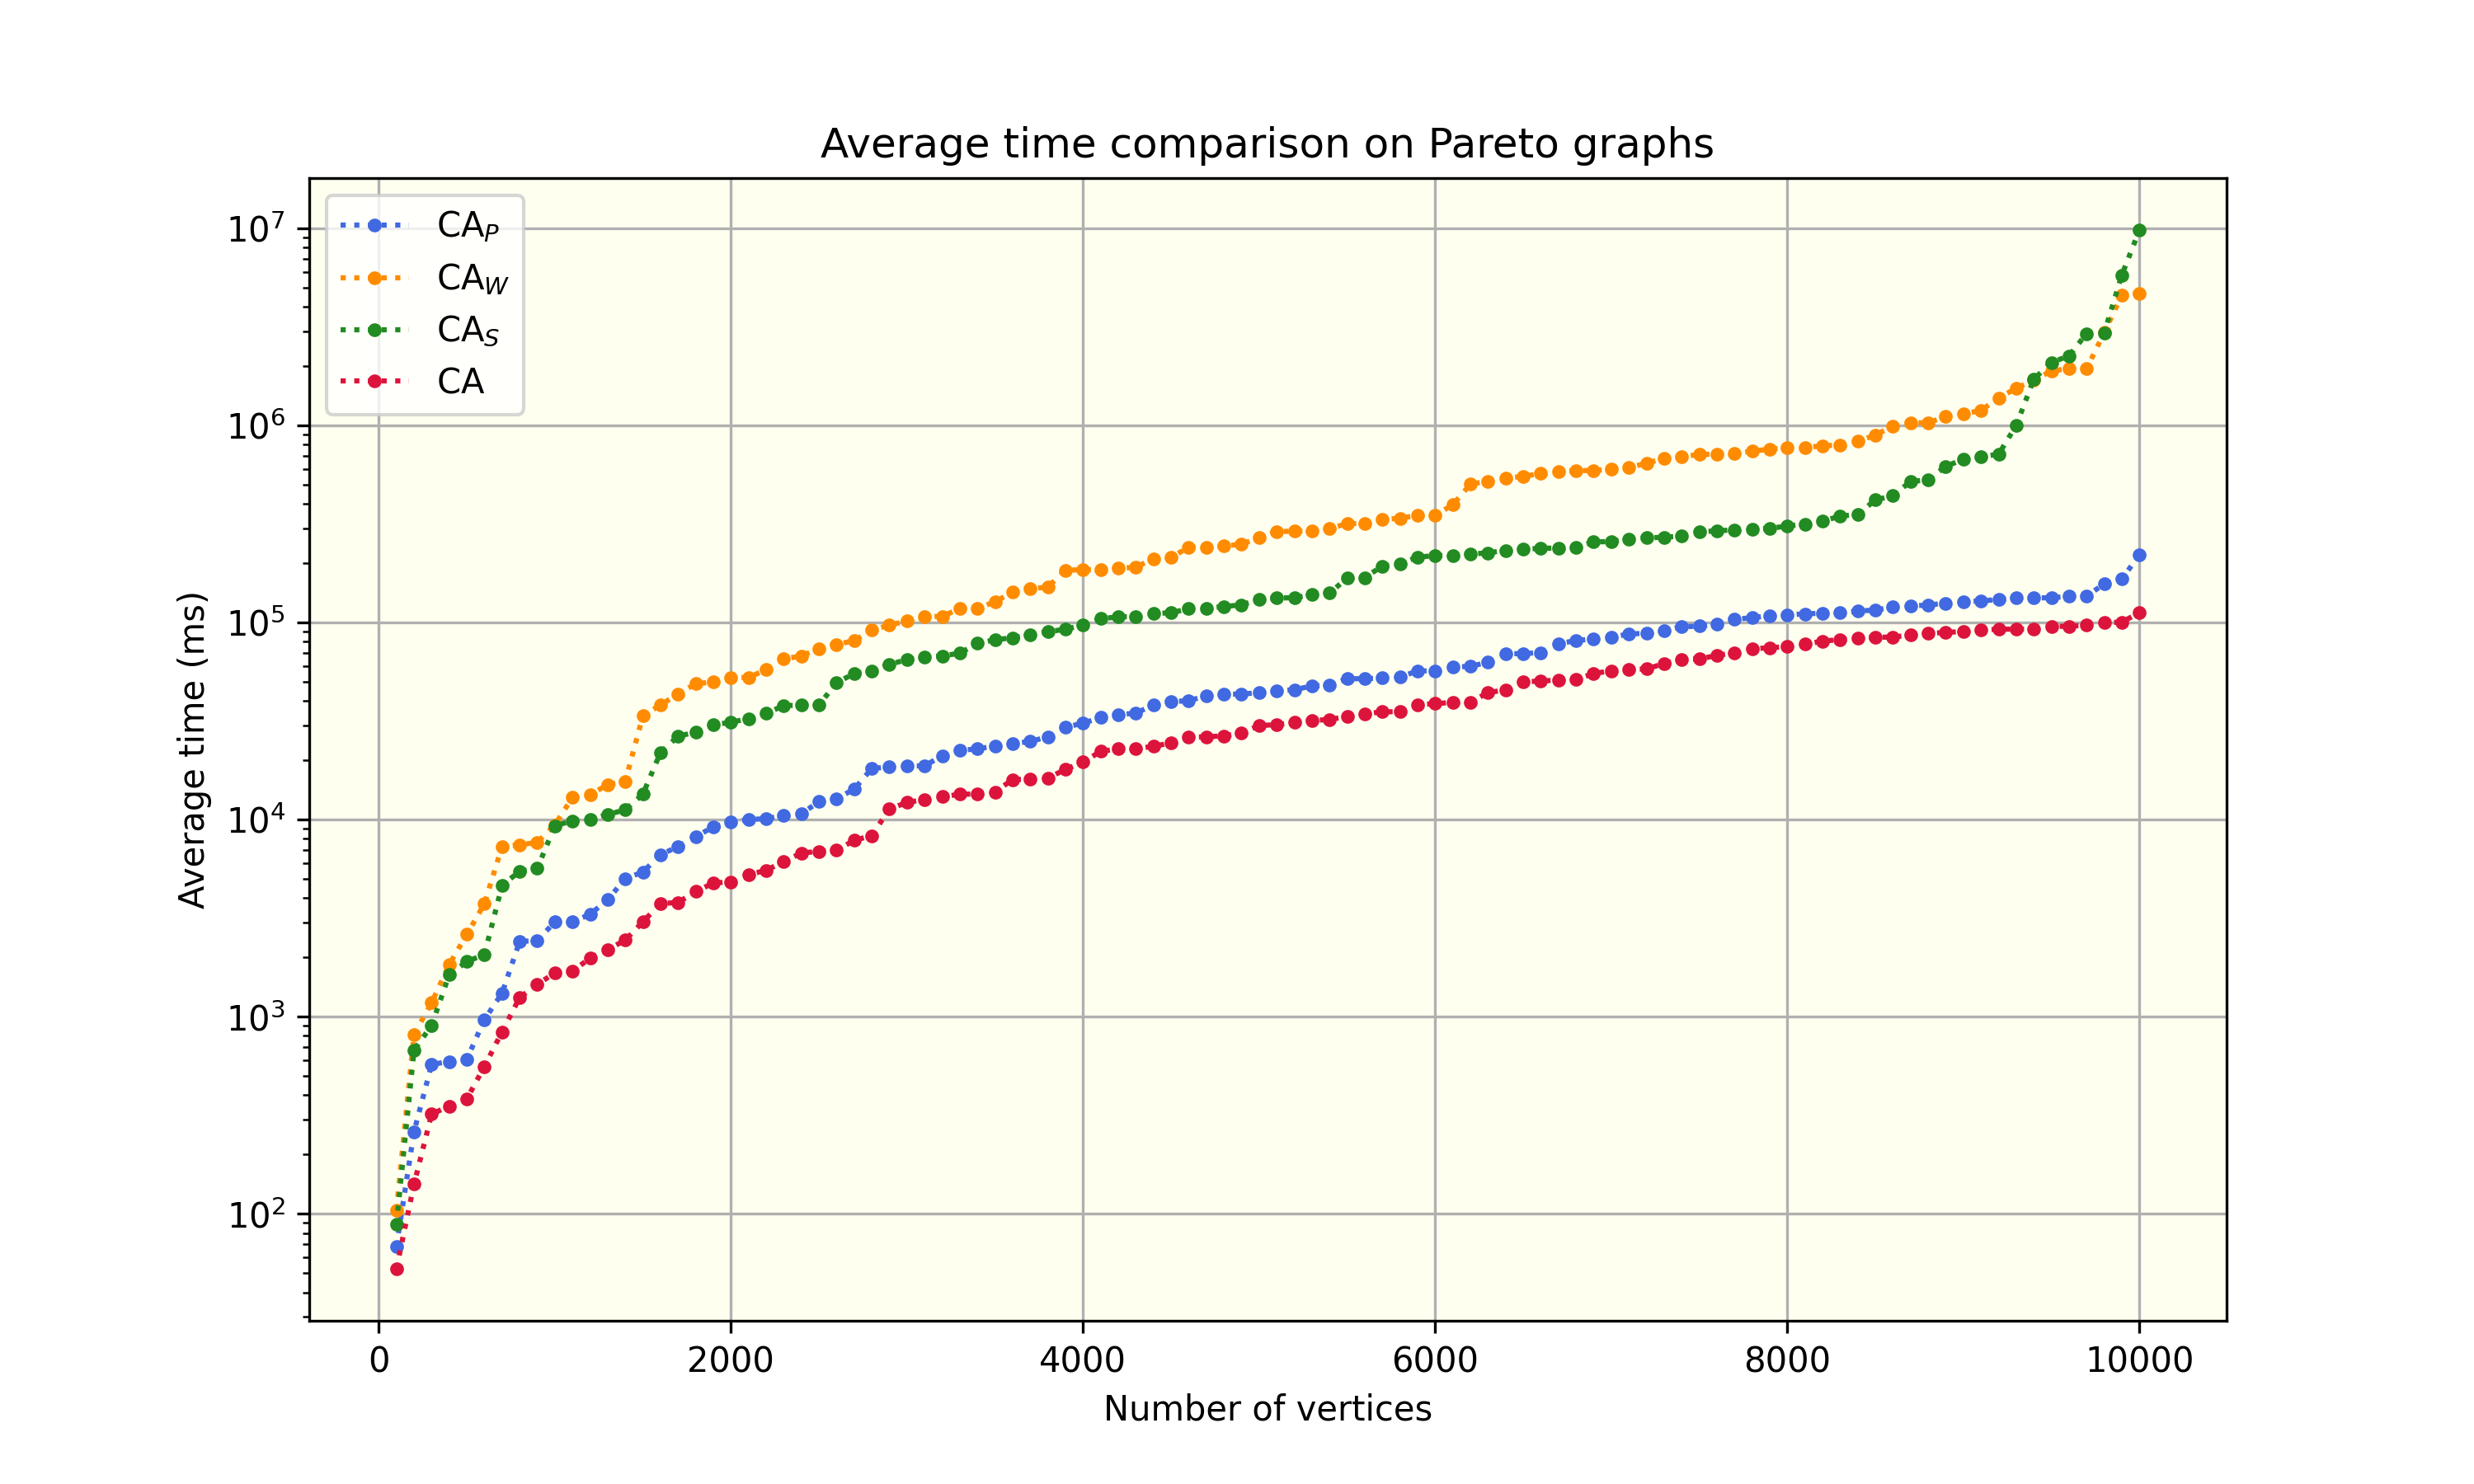 Average time comparison on Pareto graphs
CA_P
CA_W
CA_S
CA
10^7
10^6
10^5
10^4
10^3
10^2
Average time (ms)
0 2000 4000 6000 8000 10000
Number of vertices